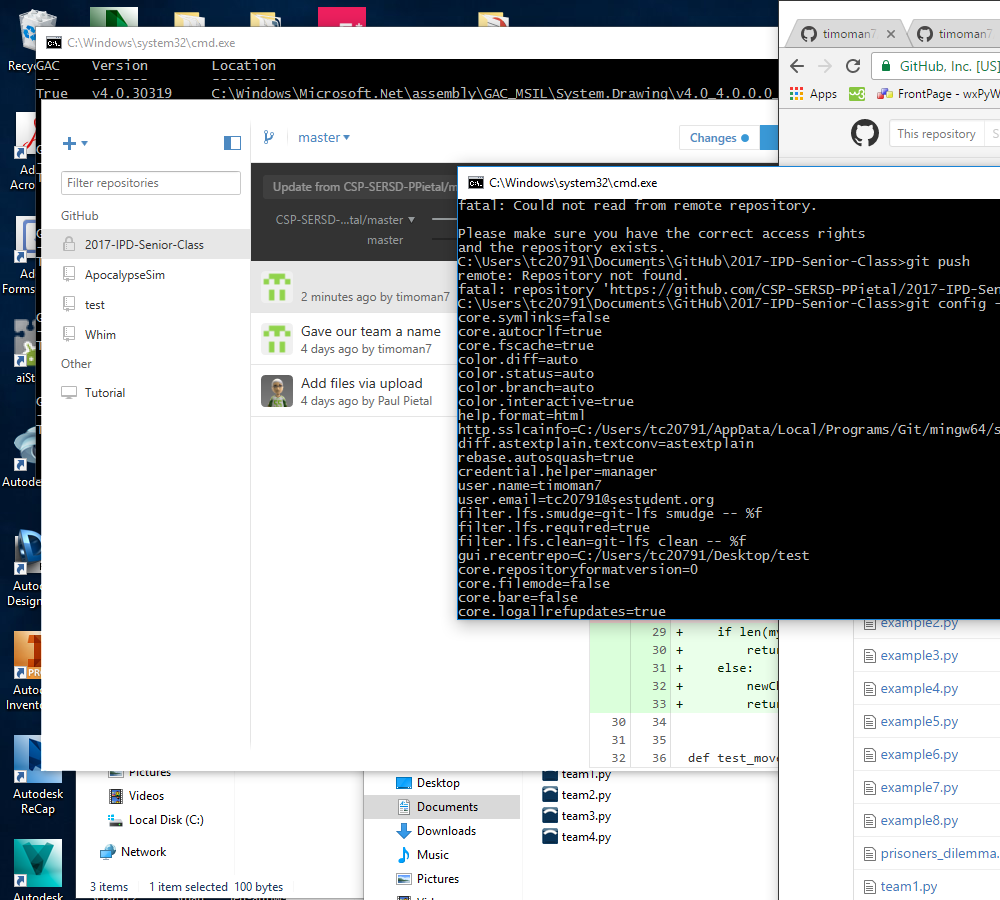 C:\Windows\system32\cmd.exe
GAC Version Location
--- ------- --------
True v4.0.30319 C:\Windows\Microsoft.Net\assembly\GAC_MSIL\System.Drawing\v4.0_4.0.0.0_
master
Changes
Filter repositories
GitHub
2017-IPD-Senior-Class
ApocalypseSim
test
Whim
Other
Tutorial
Update from CSP-SERSD-PPietal/m
CSP-SERSD-...tal/master
master
2 minutes ago by timoman7
Gave our team a name
4 days ago by timoman7
Add files via upload
4 days ago by Paul Pietal
timoman7
timoman7
GitHub, Inc. [US]
Apps
w3
FrontPage - wxPyW
This repository
S
C:\Windows\system32\cmd.exe
fatal: Could not read from remote repository.
Please make sure you have the correct access rights
and the repository exists.
C:\Users\tc20791\Documents\GitHub\2017-IPD-Senior-Class>git push
remote: Repository not found.
fatal: repository 'https://github.com/CSP-SERSD-PPietal/2017-IPD-Sen
C:\Users\tc20791\Documents\GitHub\2017-IPD-Senior-Class>git config -
core.symlinks=false
core.autocrlf=true
core.fscache=true
color.diff=auto
color.status=auto
color.branch=auto
color.interactive=true
help.format=html
http.sslcainfo=C:/Users/tc20791/AppData/Local/Programs/Git/mingw64/s
diff.astextplain.textconv=astextplain
rebase.autosquash=true
credential.helper=manager
user.name=timoman7
user.email=tc20791@sestudent.org
filter.lfs.smudge=git-lfs smudge -- %f
filter.lfs.required=true
filter.lfs.clean=git-lfs clean -- %f
gui.recentrepo=C:/Users/tc20791/Desktop/test
core.repositoryformatversion=0
core.filemode=false
core.bare=false
core.logallrefupdates=true
29 + if len(my
30 + retur
31 + else:
32 + newCh
33 + retur
30 34
31 35
32 36 def test_move
example2.py
example3.py
example4.py
example5.py
example6.py
example7.py
example8.py
prisoners_dilemma.
team1.py
Pictures
Videos
Local Disk (C:)
Network
3 items 1 item selected 100 bytes
Desktop
Documents
Downloads
Music
Pictures
team1.py
team2.py
team3.py
team4.py
Recy
Ad
Acro
Ad
Forms
aiSt
Autode
Auto
Design
Auto
Invento
Autodesk
ReCap
Autodesk